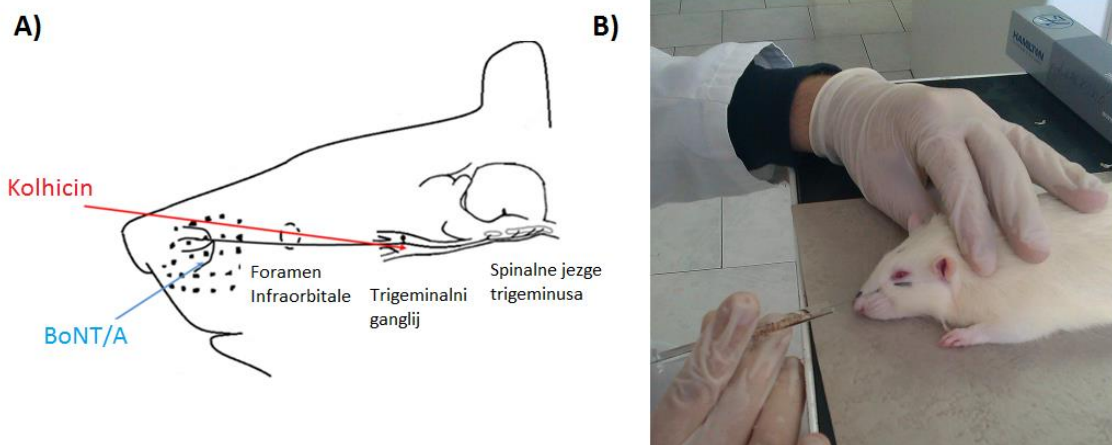 A)
B)
Kolhicin
BoNT/A
Foramen
Infraorbitale
Trigeminalni
ganglij
Spinalne jezge
trigeminusa
HAMILTON